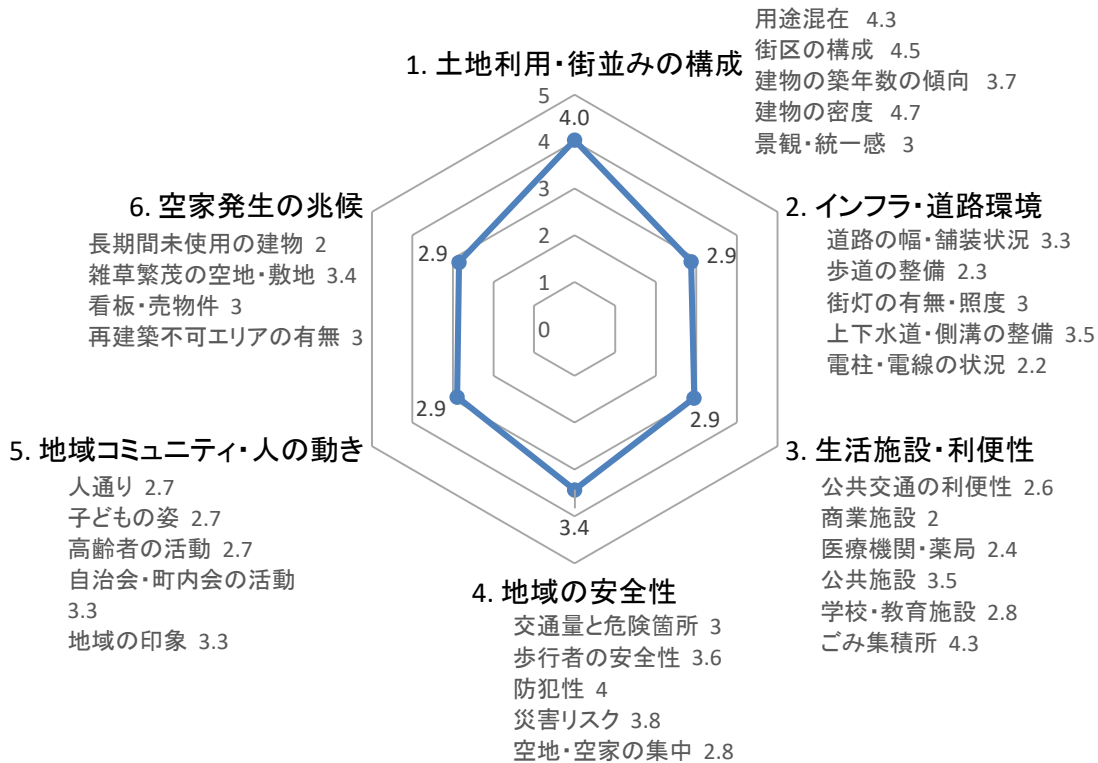 1. 土地利用・街並みの構成
用途混在 4.3
街区の構成 4.5
建物の築年数の傾向 3.7
建物の密度 4.7
景観・統一感 3
2. インフラ・道路環境
道路の幅・舗装状況 3.3
歩道の整備 2.3
街灯の有無・照度 3
上下水道・側溝の整備 3.5
電柱・電線の状況 2.2
3. 生活施設・利便性
公共交通の利便性 2.6
商業施設 2
医療機関・薬局 2.4
公共施設 3.5
学校・教育施設 2.8
ごみ集積所 4.3
4. 地域の安全性
交通量と危険箇所 3
歩行者の安全性 3.6
防犯性 4
災害リスク 3.8
空地・空家の集中 2.8
5. 地域コミュニティ・人の動き
人通り 2.7
子どもの姿 2.7
高齢者の活動 2.7
自治会・町内会の活動
3.3
地域の印象 3.3
6. 空家発生の兆候
長期間未使用の建物 2
雑草繁茂の空地・敷地 3.4
看板・売物件 3
再建築不可エリアの有無 3
5
4
3
2
1
0
4.0
2.9
2.9
3.4
2.9
2.9